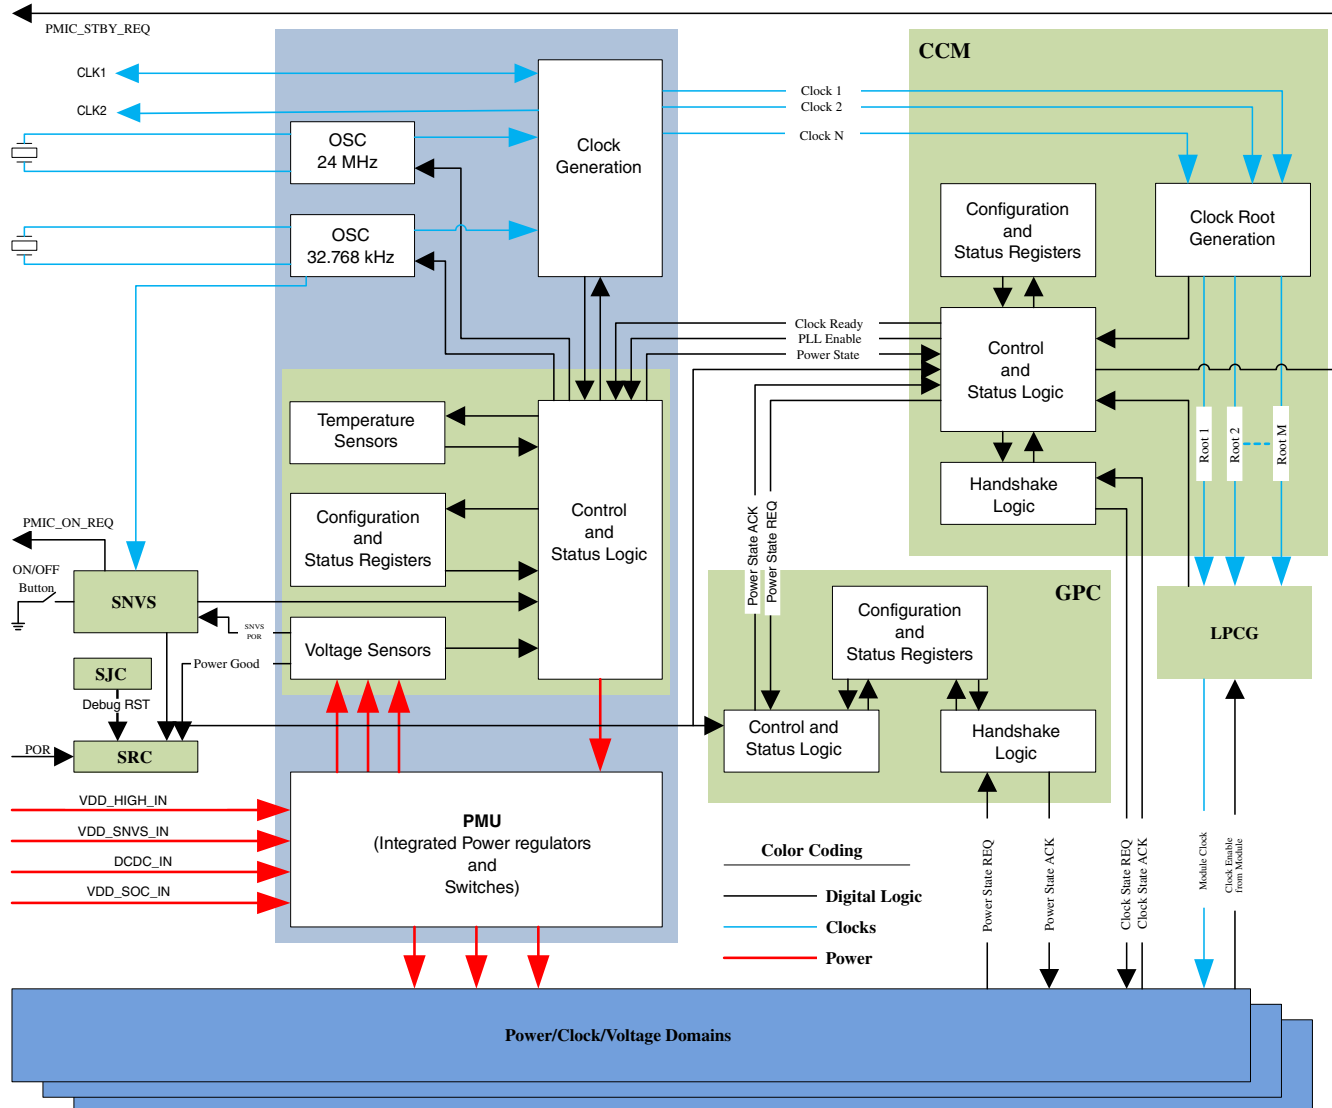 PMIC_STBY_REQ
CCM
CLK1
CLK2
Clock 1
Clock 2
Clock N
OSC
24 MHz
Clock
Generation
OSC
32.768 kHz
Configuration
and
Status Registers
Clock Root
Generation
Clock Ready
PLL Enable
Power State
Control
and
Status Logic
Root 1
Root 2
Root M
Handshake
Logic
Temperature
Sensors
Configuration
and
Status Registers
Control
and
Status Logic
Power State ACK
Power State REQ
PMIC_ON_REQ
ON/OFF
Button
SNVS
SNVS
POR
Voltage Sensors
Power Good
SJC
Debug RST
POR
SRC
GPC
Configuration
and
Status Registers
Control and
Status Logic
Handshake
Logic
LPCG
VDD_HIGH_IN
VDD_SNVS_IN
DCDC_IN
VDD_SOC_IN
PMU
(Integrated Power regulators
and
Switches)
Color Coding
Digital Logic
Clocks
Power
Power State REQ
Power State ACK
Clock State REQ
Clock State ACK
Module Clock
Clock Enable
from Module
Power/Clock/Voltage Domains